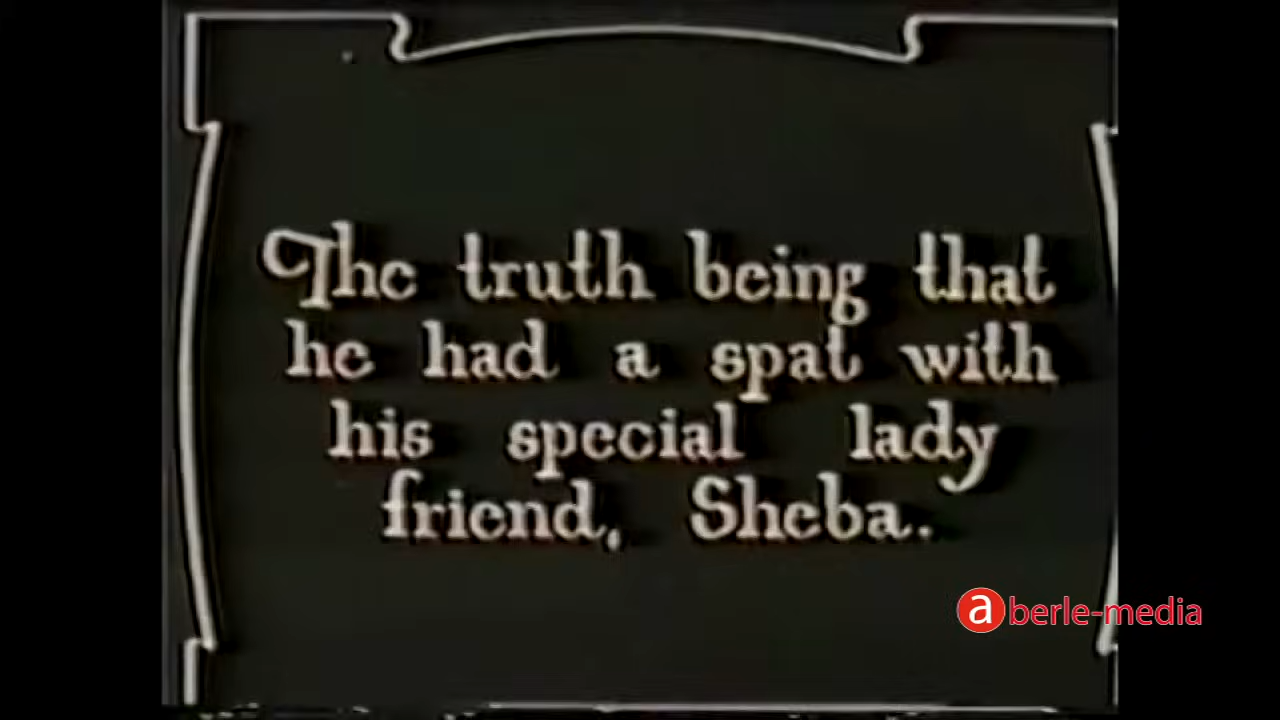 The truth being that
he had a spat with
his special lady
friend, Sheba.
aberle-media